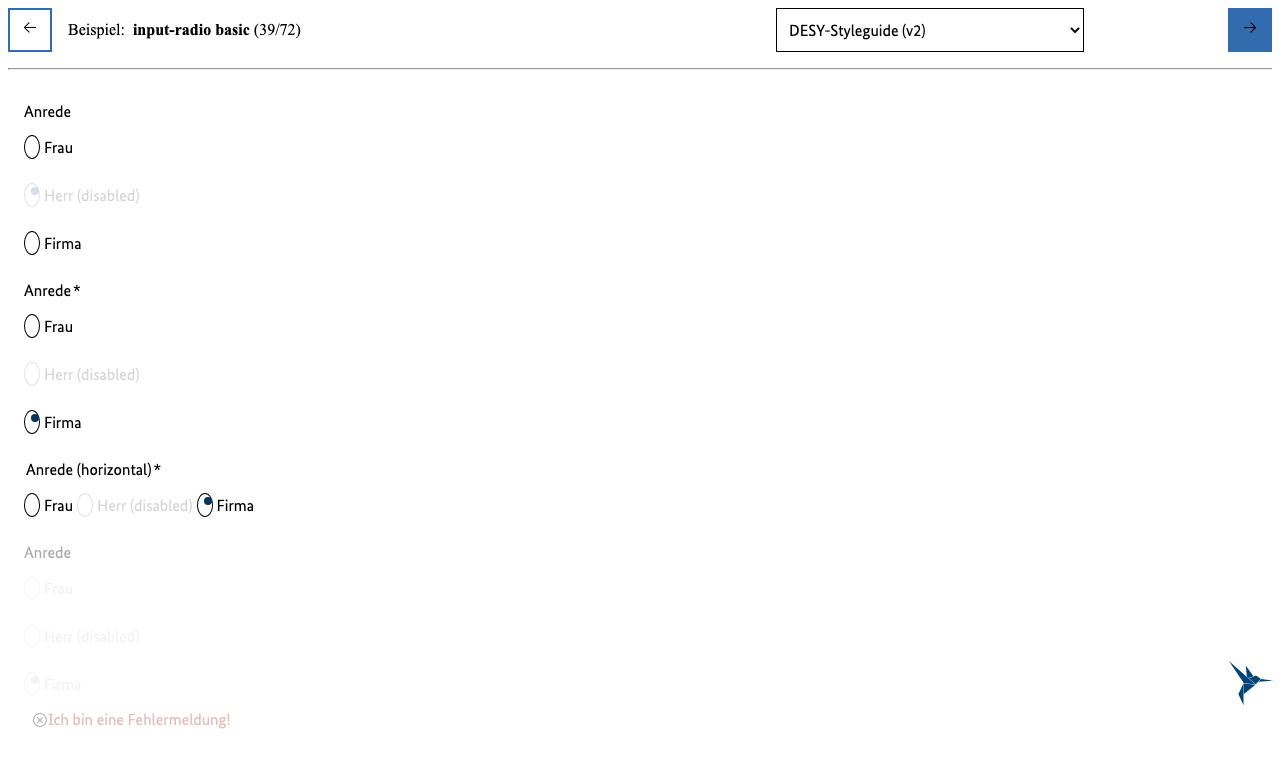 Beispiel: input-radio basic (39/72) DESY-Styleguide (v2)
Anrede
Frau
Herr (disabled)
Firma
Anrede*
Frau
Herr (disabled)
Firma
Anrede (horizontal)*
Frau Herr (disabled) Firma
Anrede
Frau
Herr (disabled)
Firma
Ich bin eine Fehlermeldung!